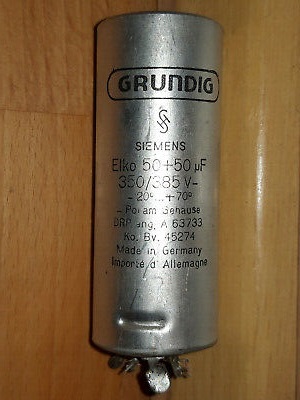 GRUNDIG
SIEMENS
Elko 50+50 µF
350/385 V-
-20°...+70°
- Pol am Gehäuse
DRP ang. A 63733
Ko. Bv. 45274
Made in Germany
Importé d'Allemagne